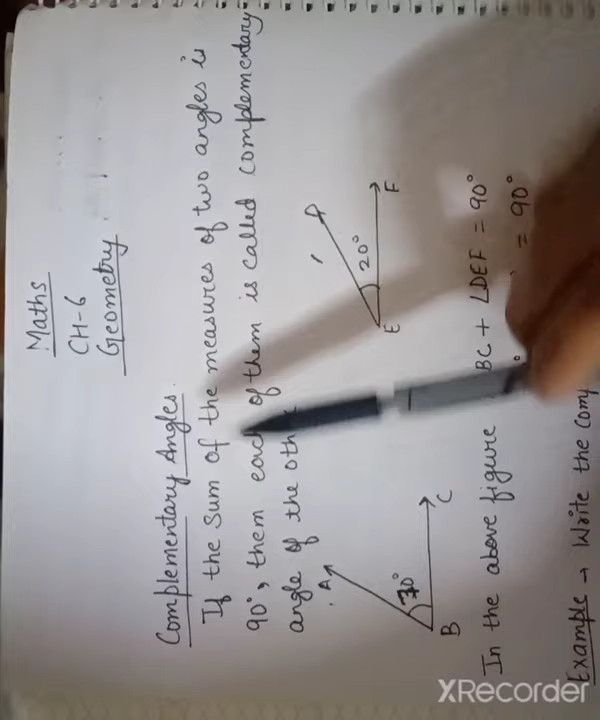 Maths
CH-6
Geometry
Complementary Angles.
If the Sum of the measures of two angles is
90°, them each of them is called complementary
angle of the oth
A
70°
B
C
D
20°
E
F
In the above figure BC + ∠DEF = 90°
= 90°
Example → Write the Comp
XRecorder